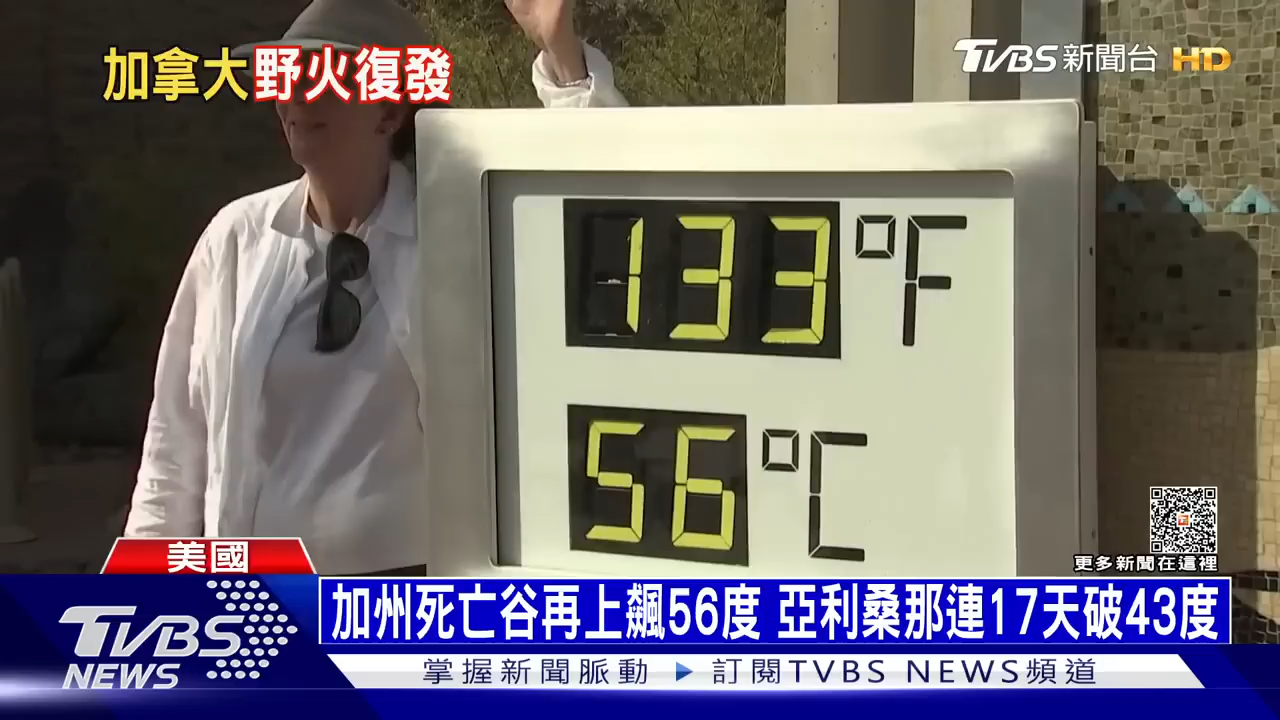 加拿大野火復發
TVBS新聞台 HD
133°F
56°C
更多新聞在這裡
美國
加州死亡谷再上飆56度 亞利桑那連17天破43度
TVBS NEWS
掌握新聞脈動 ▶ 訂閱TVBS NEWS頻道